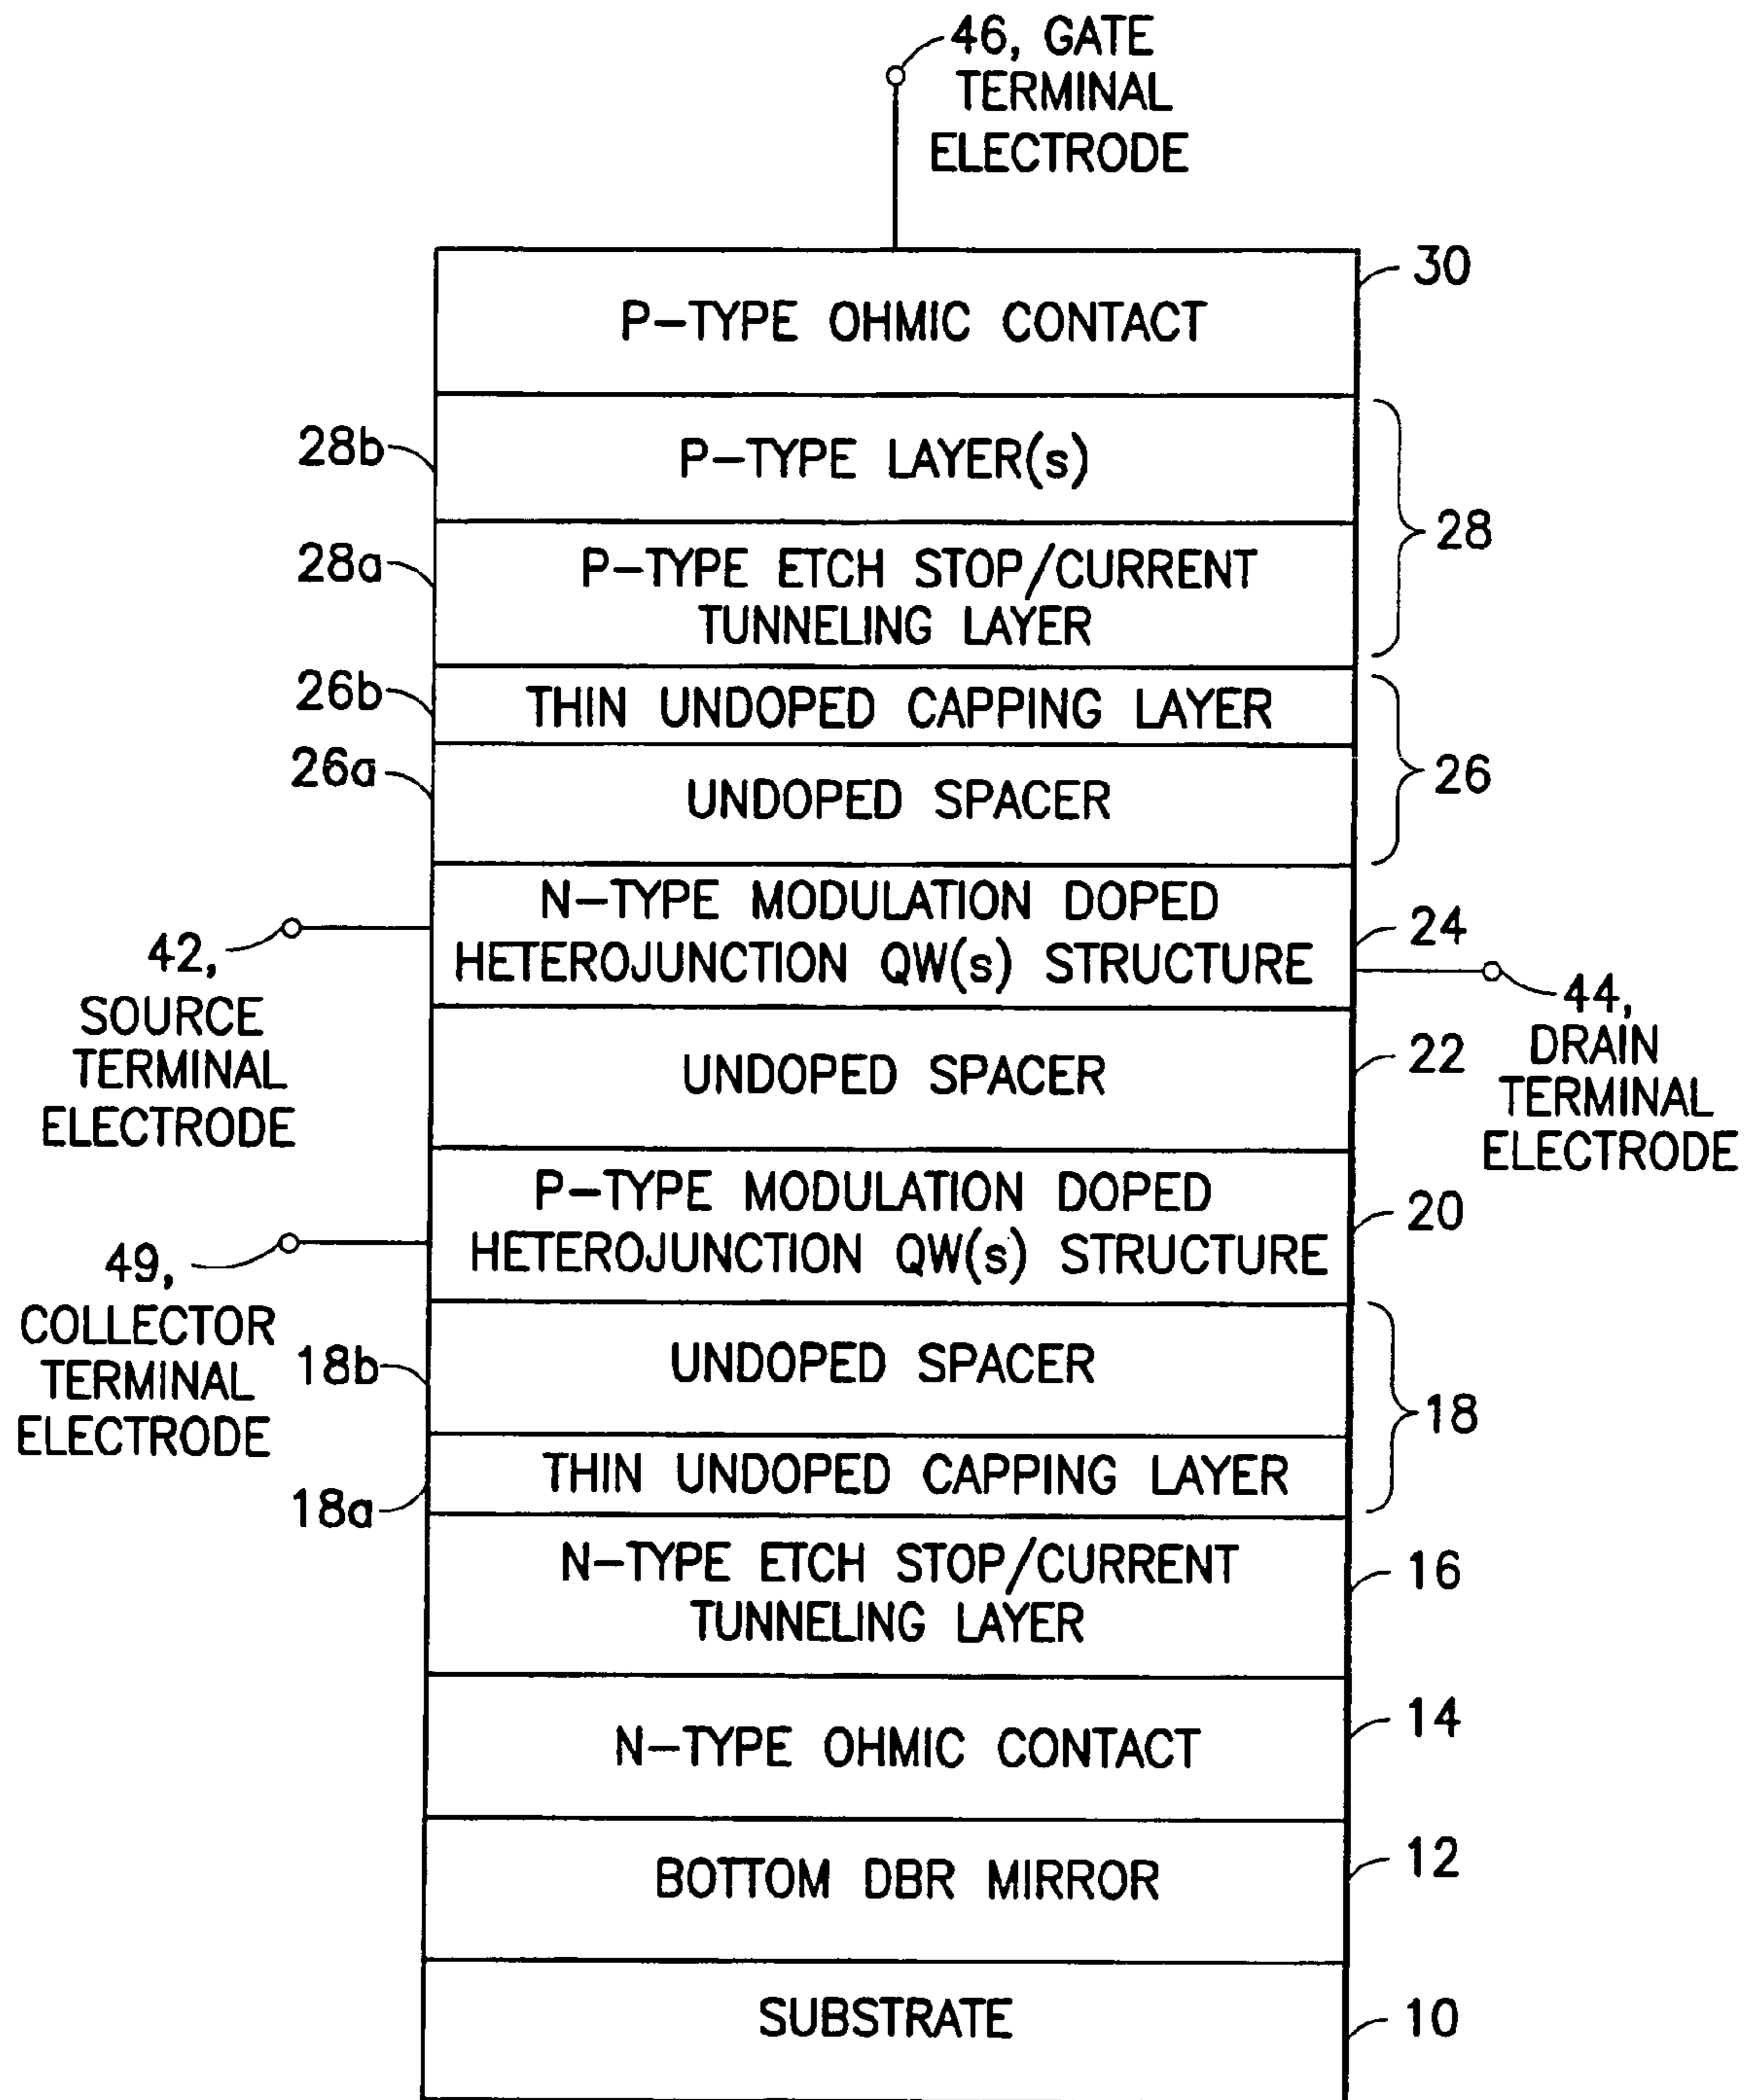 46, GATE
TERMINAL
ELECTRODE
30
P-TYPE OHMIC CONTACT
28b
P-TYPE LAYER(s)
28
28a
P-TYPE ETCH STOP/CURRENT
TUNNELING LAYER
26b
THIN UNDOPED CAPPING LAYER
26a
UNDOPED SPACER
26
N-TYPE MODULATION DOPED
HETEROJUNCTION QW(s) STRUCTURE
24
42,
SOURCE
TERMINAL
ELECTRODE
44,
DRAIN
TERMINAL
ELECTRODE
UNDOPED SPACER
22
P-TYPE MODULATION DOPED
HETEROJUNCTION QW(s) STRUCTURE
20
49,
COLLECTOR
TERMINAL
ELECTRODE
18b
UNDOPED SPACER
18
18a
THIN UNDOPED CAPPING LAYER
N-TYPE ETCH STOP/CURRENT
TUNNELING LAYER
16
N-TYPE OHMIC CONTACT
14
BOTTOM DBR MIRROR
12
SUBSTRATE
10